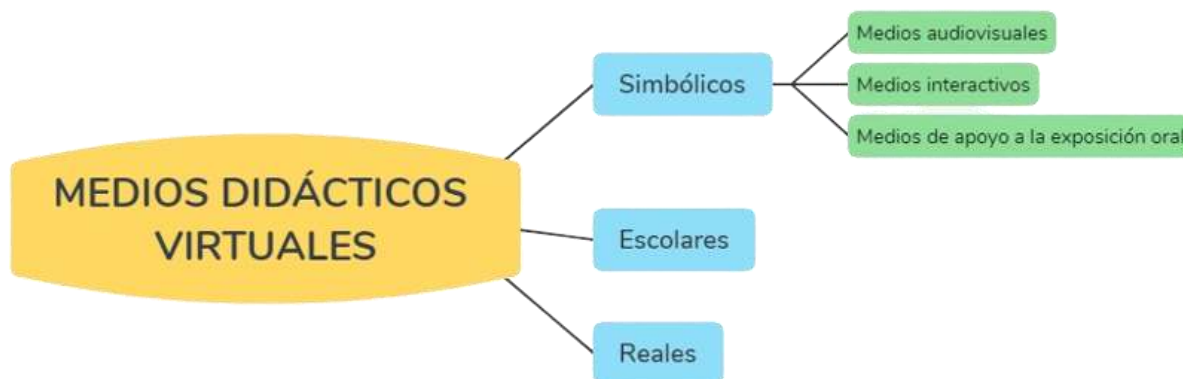 MEDIOS DIDÁCTICOS
VIRTUALES
Simbólicos
Medios audiovisuales
Medios interactivos
Medios de apoyo a la exposición oral
Escolares
Reales